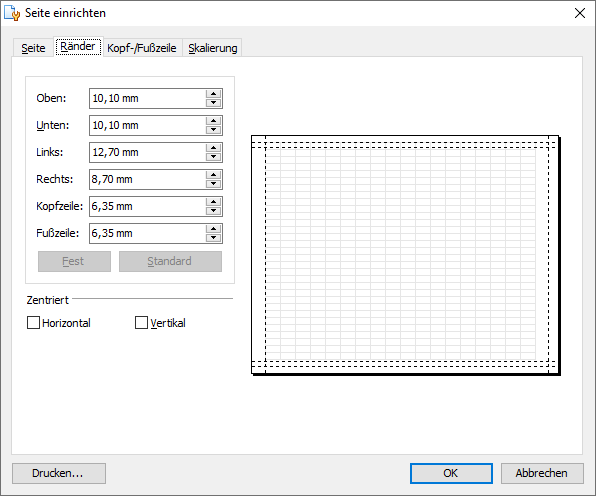 Seite einrichten
Seite Ränder Kopf-/Fußzeile Skalierung
Oben: 10,10 mm
Unten: 10,10 mm
Links: 12,70 mm
Rechts: 8,70 mm
Kopfzeile: 6,35 mm
Fußzeile: 6,35 mm
Fest Standard
Zentriert
Horizontal Vertikal
Drucken... OK Abbrechen